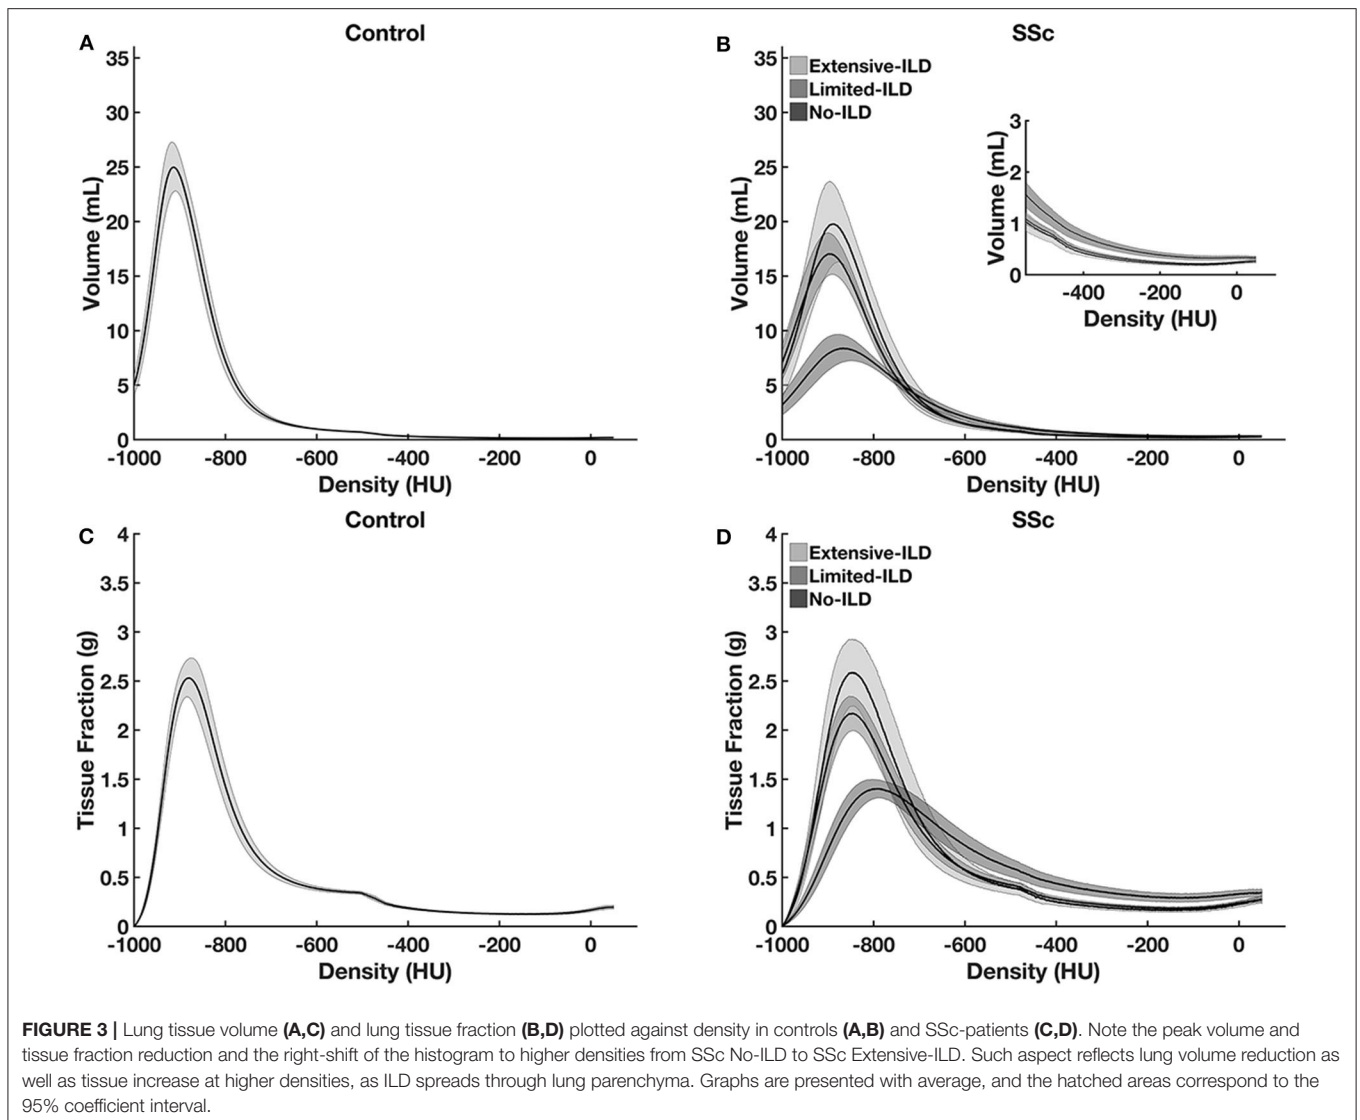 A
Control
35
30
25
20
15
10
5
0
Volume (mL)
-1000 -800 -600 -400 -200 0
Density (HU)
B
SSc
Extensive-ILD
Limited-ILD
No-ILD
35
30
25
20
15
10
5
0
Volume (mL)
-1000 -800 -600 -400 -200 0
Density (HU)
3
2
1
0
Volume (mL)
-400 -200 0
Density (HU)
C
Control
4
3.5
3
2.5
2
1.5
1
0.5
0
Tissue Fraction (g)
-1000 -800 -600 -400 -200 0
Density (HU)
D
SSc
Extensive-ILD
Limited-ILD
No-ILD
4
3.5
3
2.5
2
1.5
1
0.5
0
Tissue Fraction (g)
-1000 -800 -600 -400 -200 0
Density (HU)
FIGURE 3 | Lung tissue volume (A,C) and lung tissue fraction (B,D) plotted against density in controls (A,B) and SSc-patients (C,D). Note the peak volume and
tissue fraction reduction and the right-shift of the histogram to higher densities from SSc No-ILD to SSc Extensive-ILD. Such aspect reflects lung volume reduction as
well as tissue increase at higher densities, as ILD spreads through lung parenchyma. Graphs are presented with average, and the hatched areas correspond to the
95% coefficient interval.